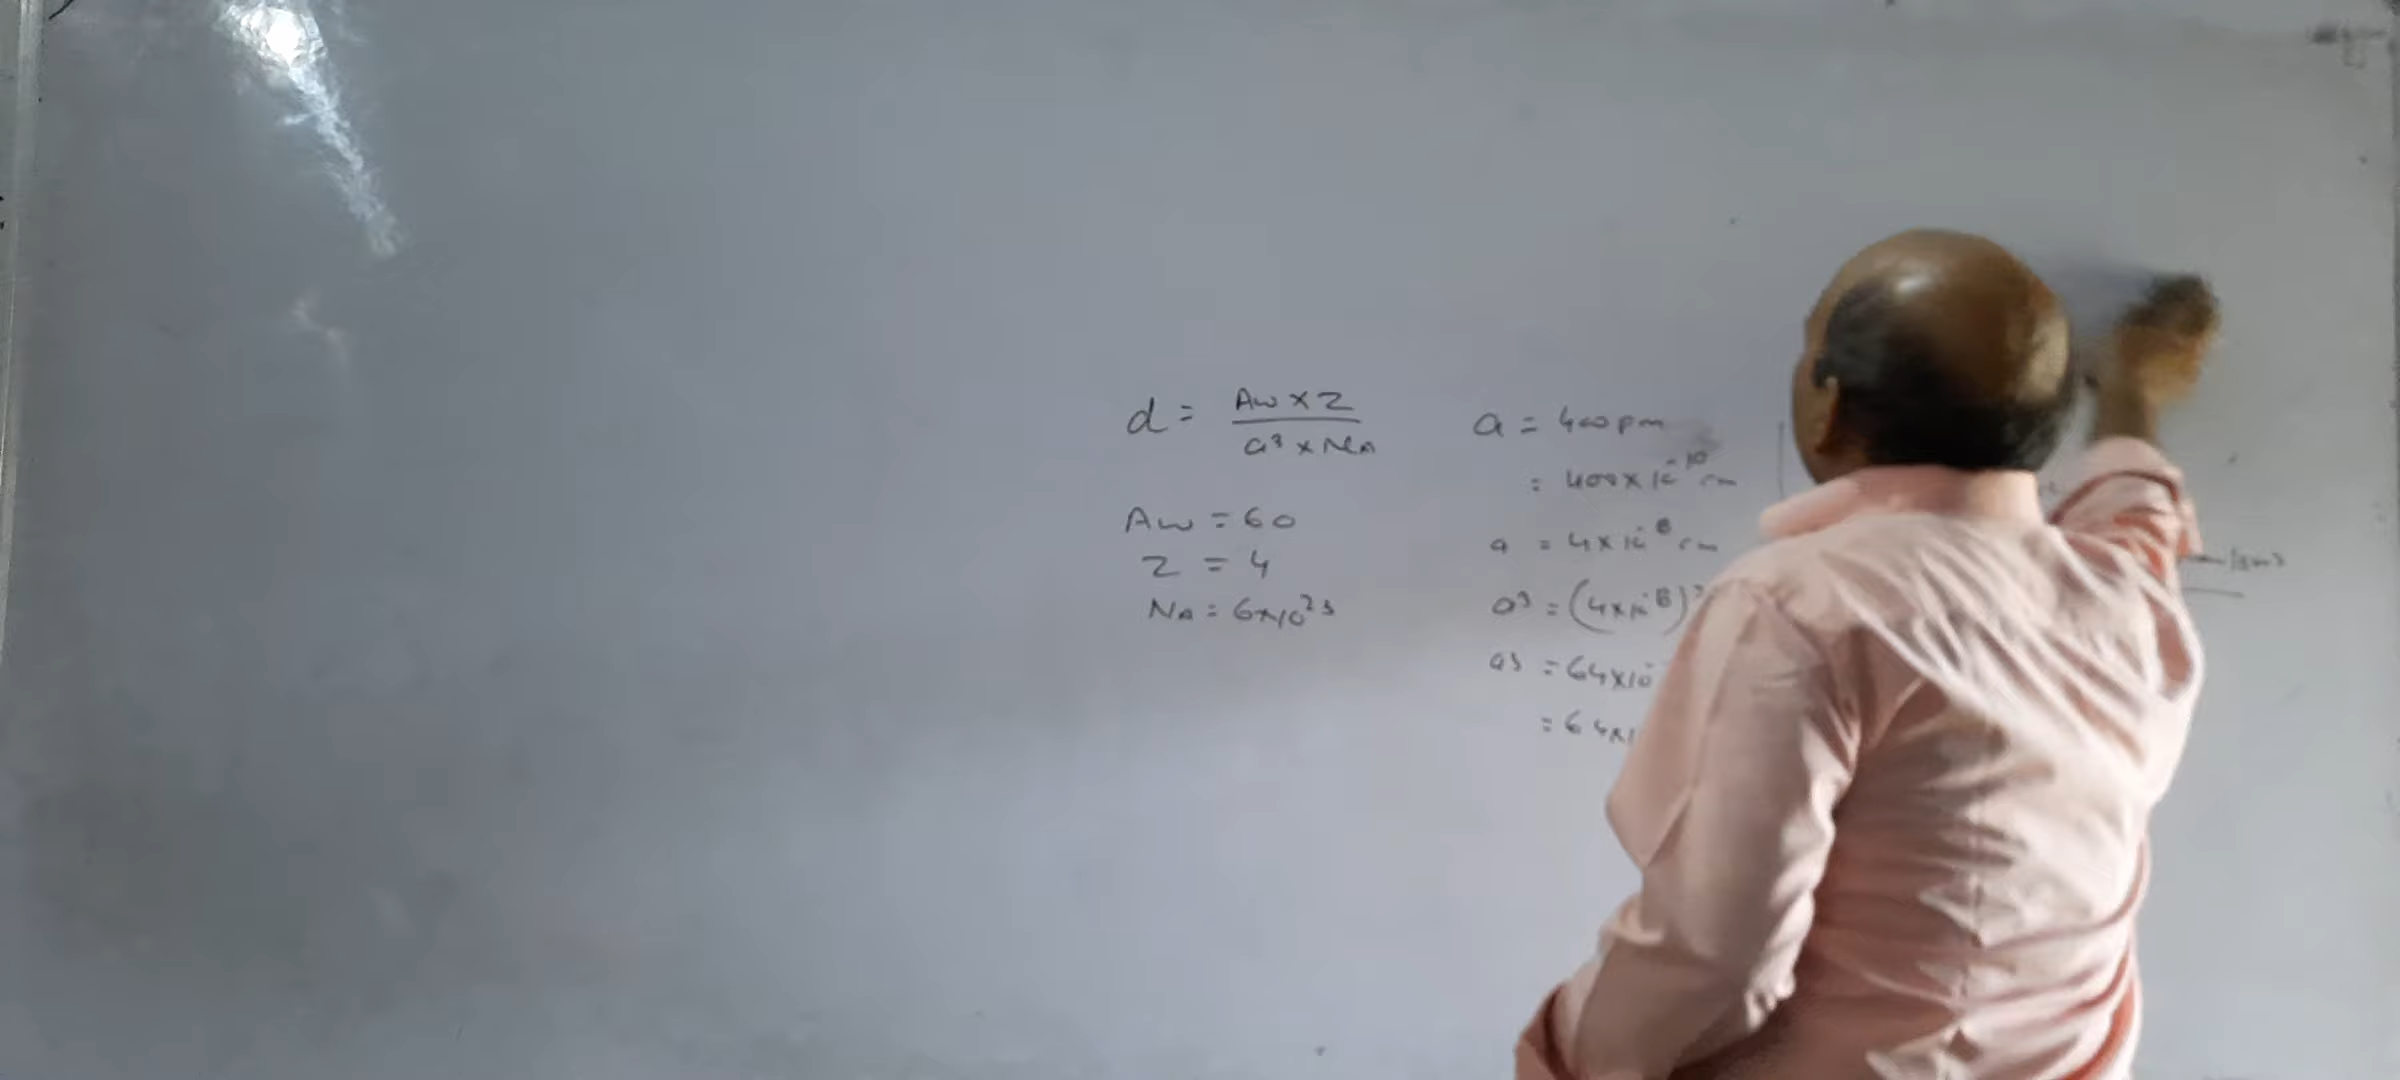 d = Aw × Z / a³ × NA
Aw = 60
Z = 4
NA = 6×10²³
a = 400 pm
= 400×10⁻¹⁰ cm
a = 4×10⁻⁸ cm
a³ = (4×10⁻⁸)³
a³ = 64×10
= 64×1